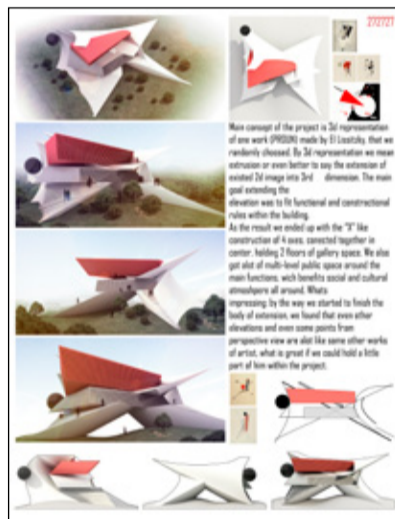 Main concept of the project is 3d representation
of one work (PROUN) made by El Lissitzky, that we
randomly choosed. By 3d representation we mean
extrusion or even better to say the extension of
existed 2d image into 3rd dimension. The main
goal extending the
elevation was to fit functional and constructional
rules within the building.
As the result we ended up with the "X" like
construction of 4 axes, conected together in
center, holding 2 floors of gallery space. We also
got alot of multi-level public space around the
main functions, wich benefits social and cultural
atmoshpere all around. Whats
impressing; by the way we started to finish the
body of extension, we found that even other
elevations and even some points from
perspective view are alot like some other works
of artist, what is great if we could hold a little
part of him within the project.